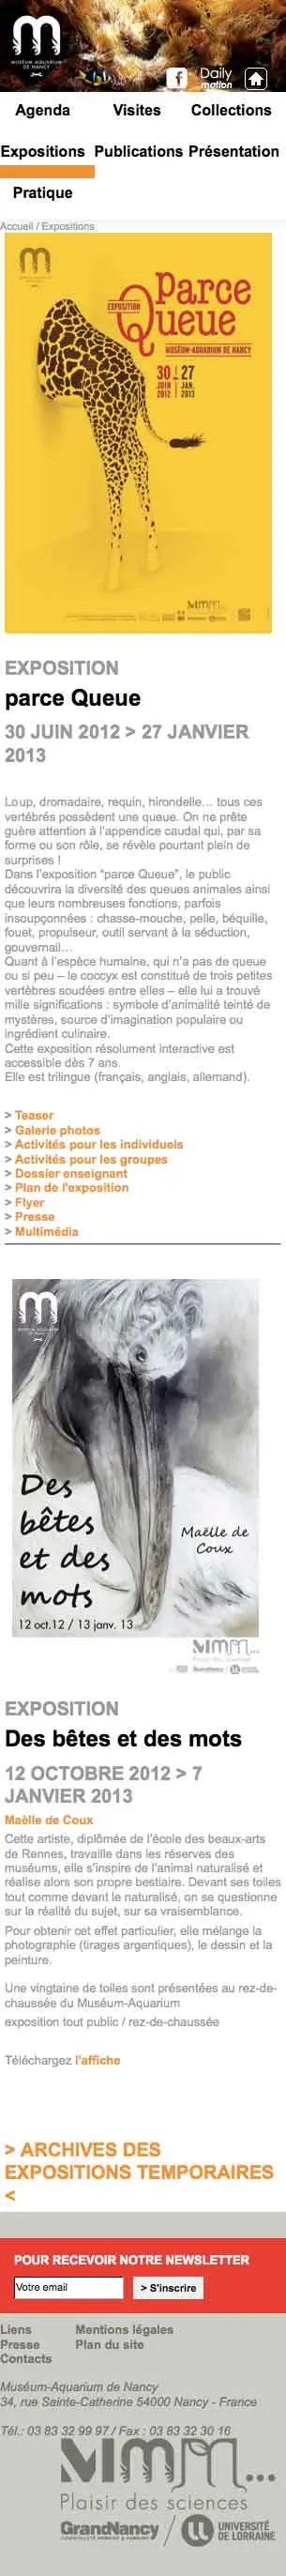 MUSÉUM AQUARIUM
DE NANCY
Daily
motion
Agenda Visites Collections
Expositions Publications Présentation
Pratique
Accueil / Expositions
EXPOSITION
parce
Queue
MUSÉUM-AQUARIUM DE NANCY
30 27
JUIN JAN.
2012 2013
EXPOSITION
parce Queue
30 JUIN 2012 > 27 JANVIER
2013
Loup, dromadaire, requin, hirondelle… tous ces
vertébrés possèdent une queue. On ne prête
guère attention à l'appendice caudal qui, par sa
forme ou son rôle, se révèle pourtant plein de
surprises !
Dans l'exposition “parce Queue”, le public
découvrira la diversité des queues animales ainsi
que leurs nombreuses fonctions, parfois
insoupçonnées : chasse-mouche, pelle, béquille,
fouet, propulseur, outil servant à la séduction,
gouvernail…
Quant à l'espèce humaine, qui n'a pas de queue
ou si peu – le coccyx est constitué de trois petites
vertèbres soudées entre elles – elle lui a trouvé
mille significations : symbole d'animalité teinté de
mystères, source d'imagination populaire ou
ingrédient culinaire.
Cette exposition résolument interactive est
accessible dès 7 ans.
Elle est trilingue (français, anglais, allemand).
> Teaser
> Galerie photos
> Activités pour les individuels
> Activités pour les groupes
> Dossier enseignant
> Plan de l'exposition
> Flyer
> Presse
> Multimédia
Des
bêtes
et des
mots
Maëlle de
Coux
12 oct.12 / 13 janv. 13
EXPOSITION
Des bêtes et des mots
12 OCTOBRE 2012 > 7
JANVIER 2013
Maëlle de Coux
Cette artiste, diplômée de l'école des beaux-arts
de Rennes, travaille dans les réserves des
muséums, elle s'inspire de l'animal naturalisé et
réalise alors son propre bestiaire. Devant ses toiles
tout comme devant le naturalisé, on se questionne
sur la réalité du sujet, sur sa vraisemblance.
Pour obtenir cet effet particulier, elle mélange la
photographie (tirages argentiques), le dessin et la
peinture.
Une vingtaine de toiles sont présentées au rez-de-
chaussée du Muséum-Aquarium
exposition tout public / rez-de-chaussée
Téléchargez l'affiche
> ARCHIVES DES
EXPOSITIONS TEMPORAIRES
<
POUR RECEVOIR NOTRE NEWSLETTER
Votre email > S'inscrire
Liens Mentions légales
Presse Plan du site
Contacts
Muséum-Aquarium de Nancy
34, rue Sainte-Catherine 54000 Nancy - France
Tél.: 03 83 32 99 97 / Fax : 03 83 32 30 16
Plaisir des sciences
GrandNancy
UNIVERSITÉ
DE LORRAINE